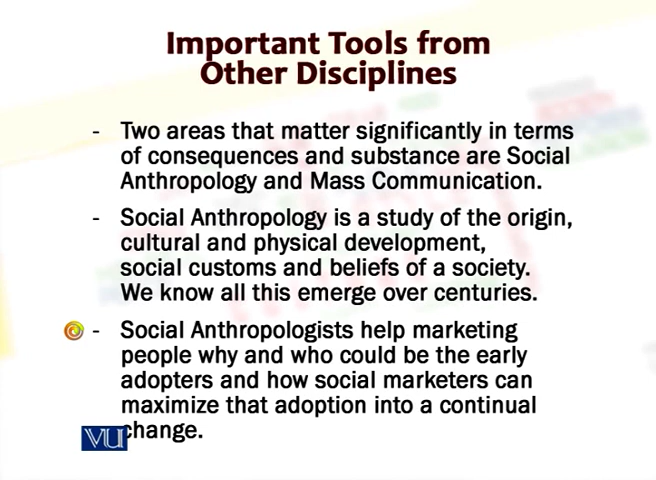 Important Tools from
Other Disciplines
- Two areas that matter significantly in terms
of consequences and substance are Social
Anthropology and Mass Communication.
- Social Anthropology is a study of the origin,
cultural and physical development,
social customs and beliefs of a society.
We know all this emerge over centuries.
- Social Anthropologists help marketing
people why and who could be the early
adopters and how social marketers can
maximize that adoption into a continual
change.
VU